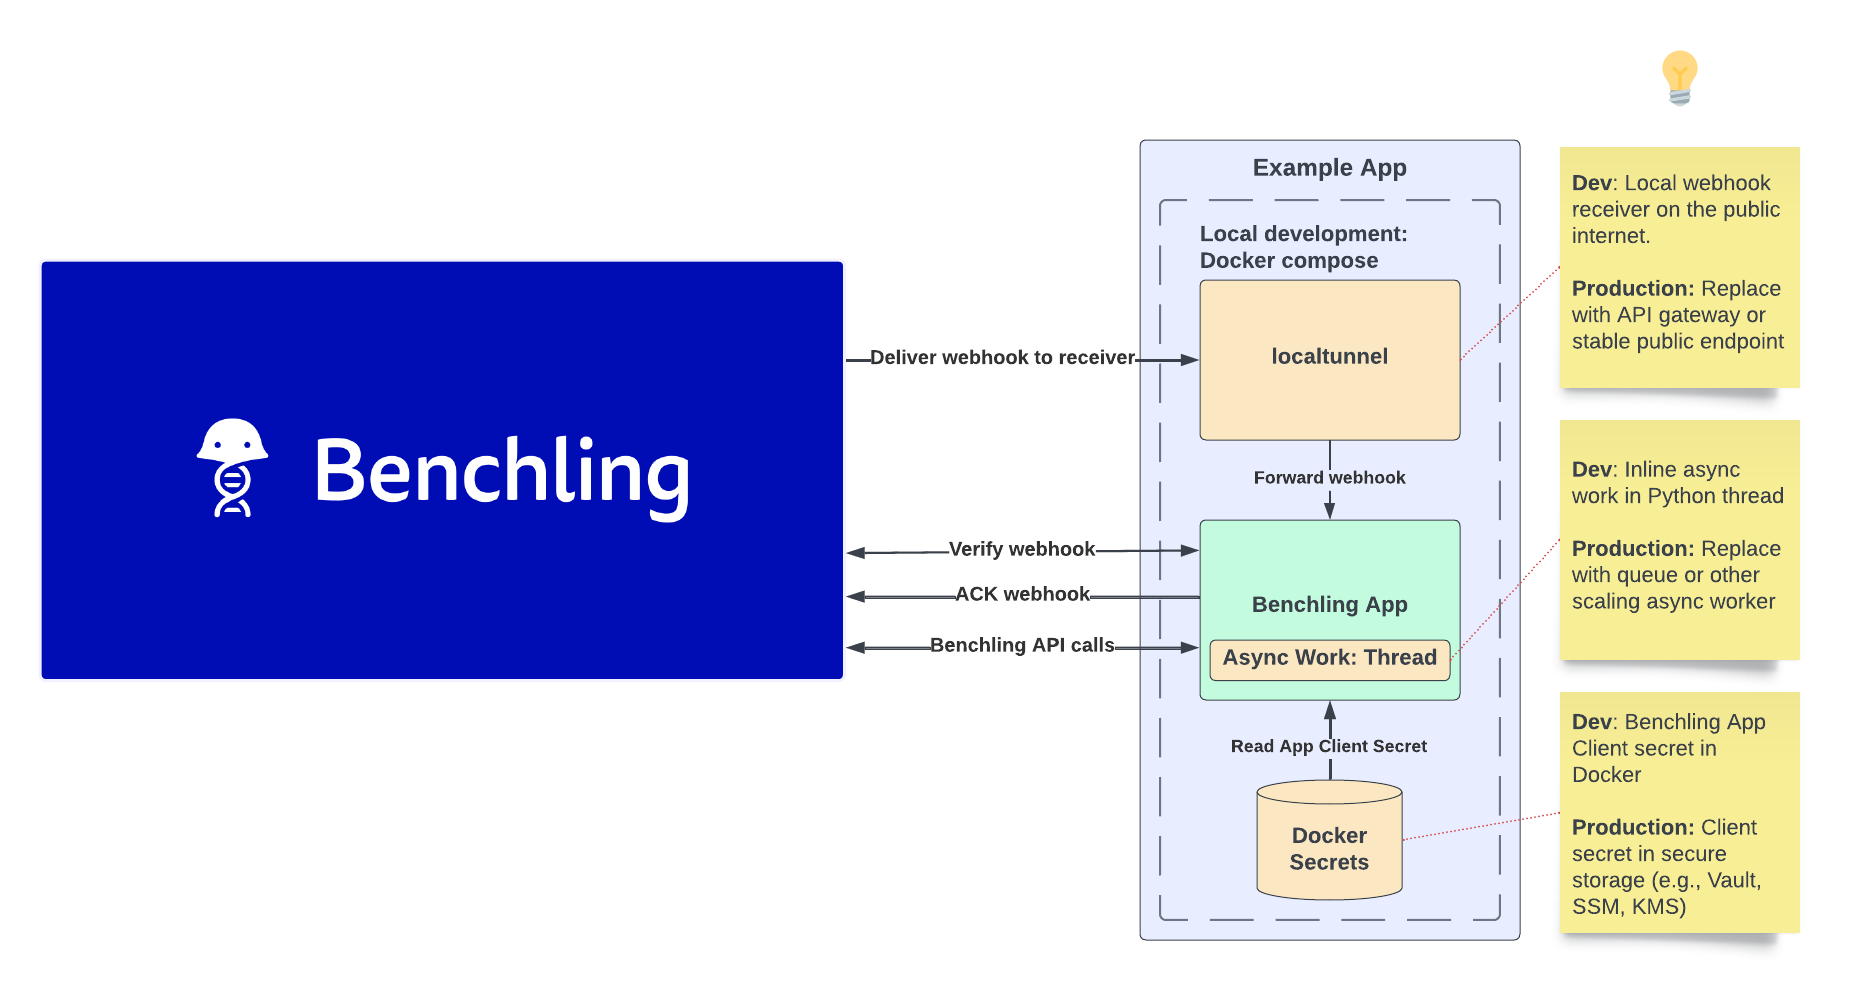 Benchling
Deliver webhook to receiver
Verify webhook
ACK webhook
Benchling API calls
Example App
Local development:
Docker compose
localtunnel
Forward webhook
Benchling App
Async Work: Thread
Read App Client Secret
Docker
Secrets
Dev: Local webhook
receiver on the public
internet.
Production: Replace
with API gateway or
stable public endpoint
Dev: Inline async
work in Python thread
Production: Replace
with queue or other
scaling async worker
Dev: Benchling App
Client secret in
Docker
Production: Client
secret in secure
storage (e.g., Vault,
SSM, KMS)